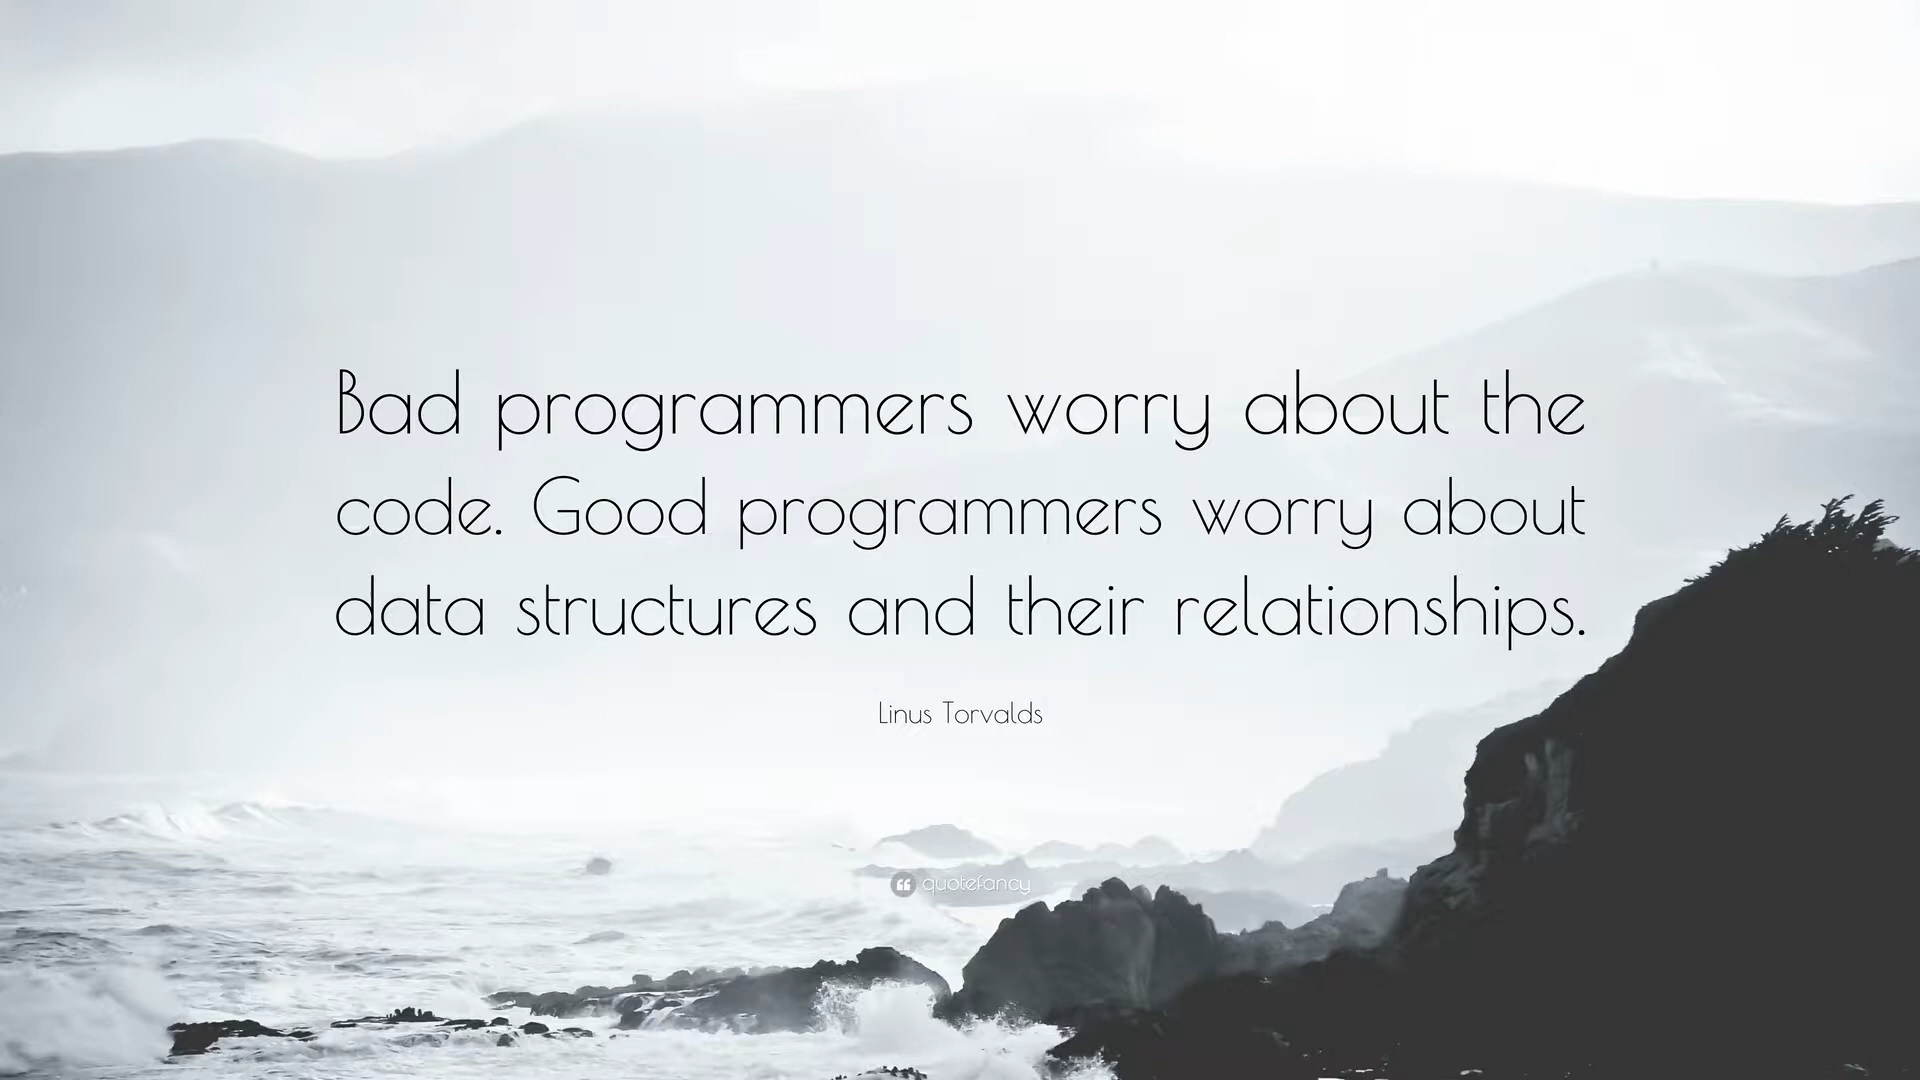 Bad programmers worry about the
code. Good programmers worry about
data structures and their relationships.
Linus Torvalds
quotefancy